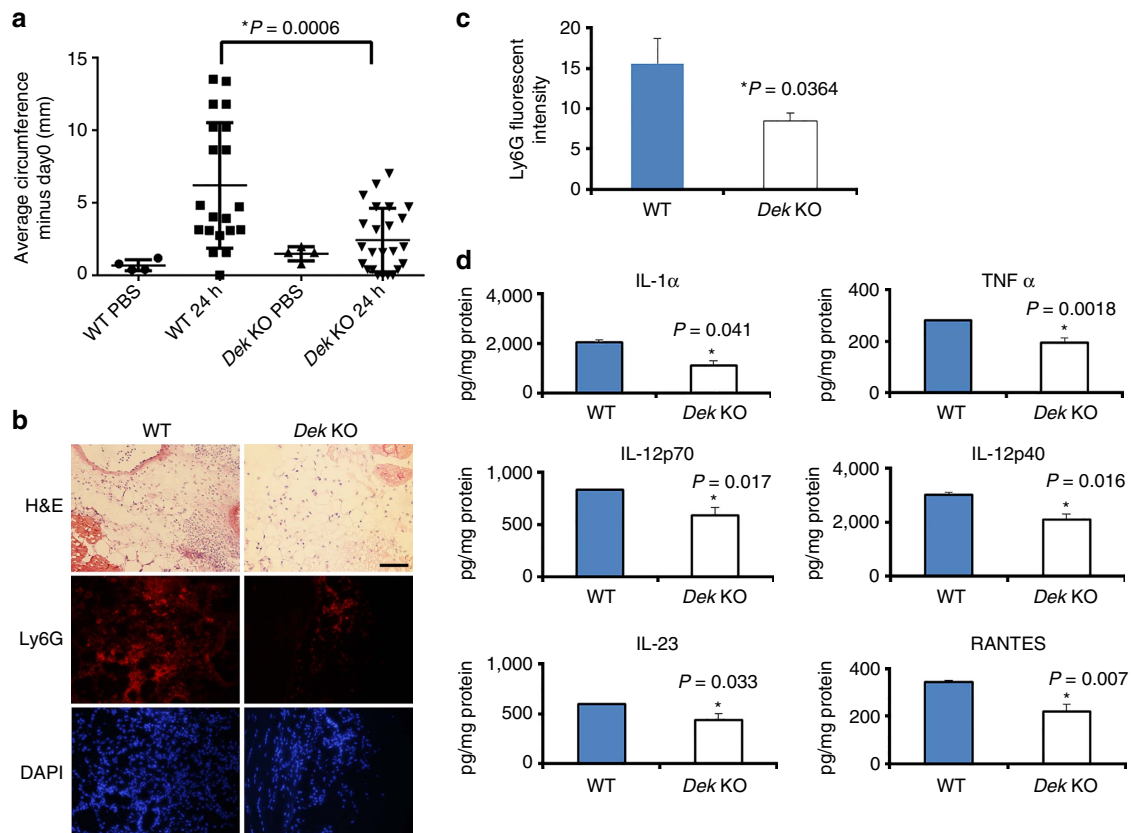 a
*P = 0.0006
Average circumference
minus day0 (mm)
15
10
5
0
WT PBS
WT 24 h
Dek KO PBS
Dek KO 24 h
b
WT
Dek KO
H&E
Ly6G
DAPI
c
Ly6G fluorescent
intensity
20
15
10
5
0
*P = 0.0364
WT
Dek KO
d
IL-1α
pg/mg protein
4,000
2,000
0
P = 0.041
*
WT
Dek KO
TNF α
pg/mg protein
400
200
0
P = 0.0018
*
WT
Dek KO
IL-12p70
pg/mg protein
1,000
500
0
P = 0.017
*
WT
Dek KO
IL-12p40
pg/mg protein
4,000
2,000
0
P = 0.016
*
WT
Dek KO
IL-23
pg/mg protein
1,000
500
0
P = 0.033
*
WT
Dek KO
RANTES
pg/mg protein
400
200
0
P = 0.007
*
WT
Dek KO